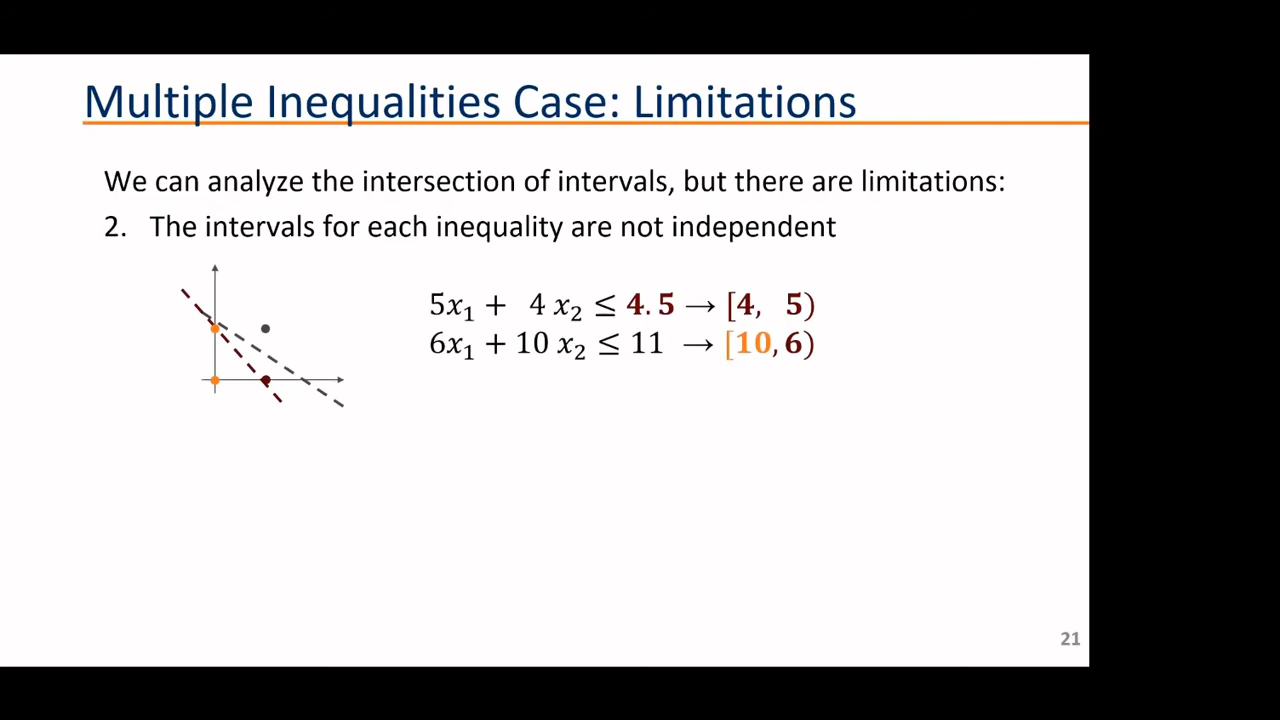 Multiple Inequalities Case: Limitations
We can analyze the intersection of intervals, but there are limitations:
2. The intervals for each inequality are not independent
5x₁ + 4 x₂ ≤ 4.5 → [4, 5)
6x₁ + 10 x₂ ≤ 11 → [10, 6)
21